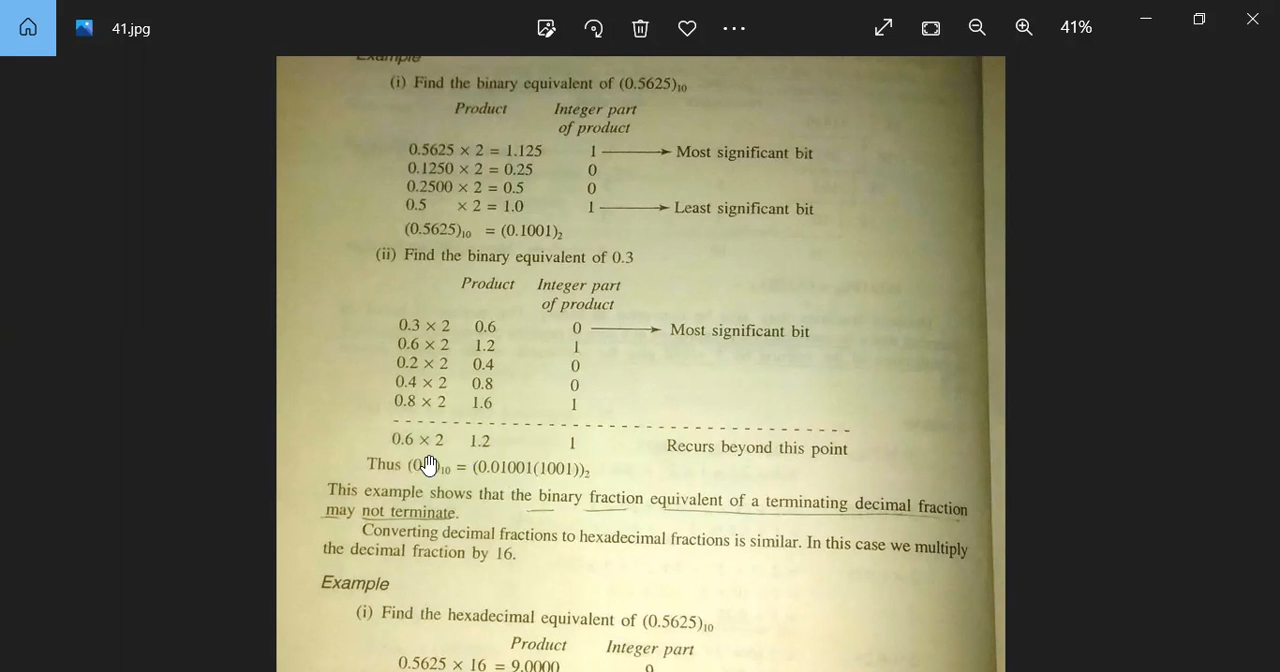 41.jpg
41%
Example
(i) Find the binary equivalent of (0.5625)₁₀
Product Integer part
of product
0.5625 × 2 = 1.125 1 → Most significant bit
0.1250 × 2 = 0.25 0
0.2500 × 2 = 0.5 0
0.5 × 2 = 1.0 1 → Least significant bit
(0.5625)₁₀ = (0.1001)₂
(ii) Find the binary equivalent of 0.3
Product Integer part
of product
0.3 × 2 0.6 0 → Most significant bit
0.6 × 2 1.2 1
0.2 × 2 0.4 0
0.4 × 2 0.8 0
0.8 × 2 1.6 1
0.6 × 2 1.2 1 Recurs beyond this point
Thus (0 )₁₀ = (0.01001(1001))₂
This example shows that the binary fraction equivalent of a terminating decimal fraction
may not terminate.
Converting decimal fractions to hexadecimal fractions is similar. In this case we multiply
the decimal fraction by 16.
Example
(i) Find the hexadecimal equivalent of (0.5625)₁₀
Product Integer part
0.5625 × 16 = 9.0000 9